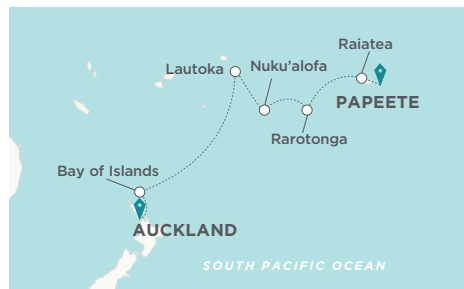 Raiatea
Lautoka
Nuku’alofa
PAPEETE
Rarotonga
Bay of Islands
AUCKLAND
SOUTH PACIFIC OCEAN